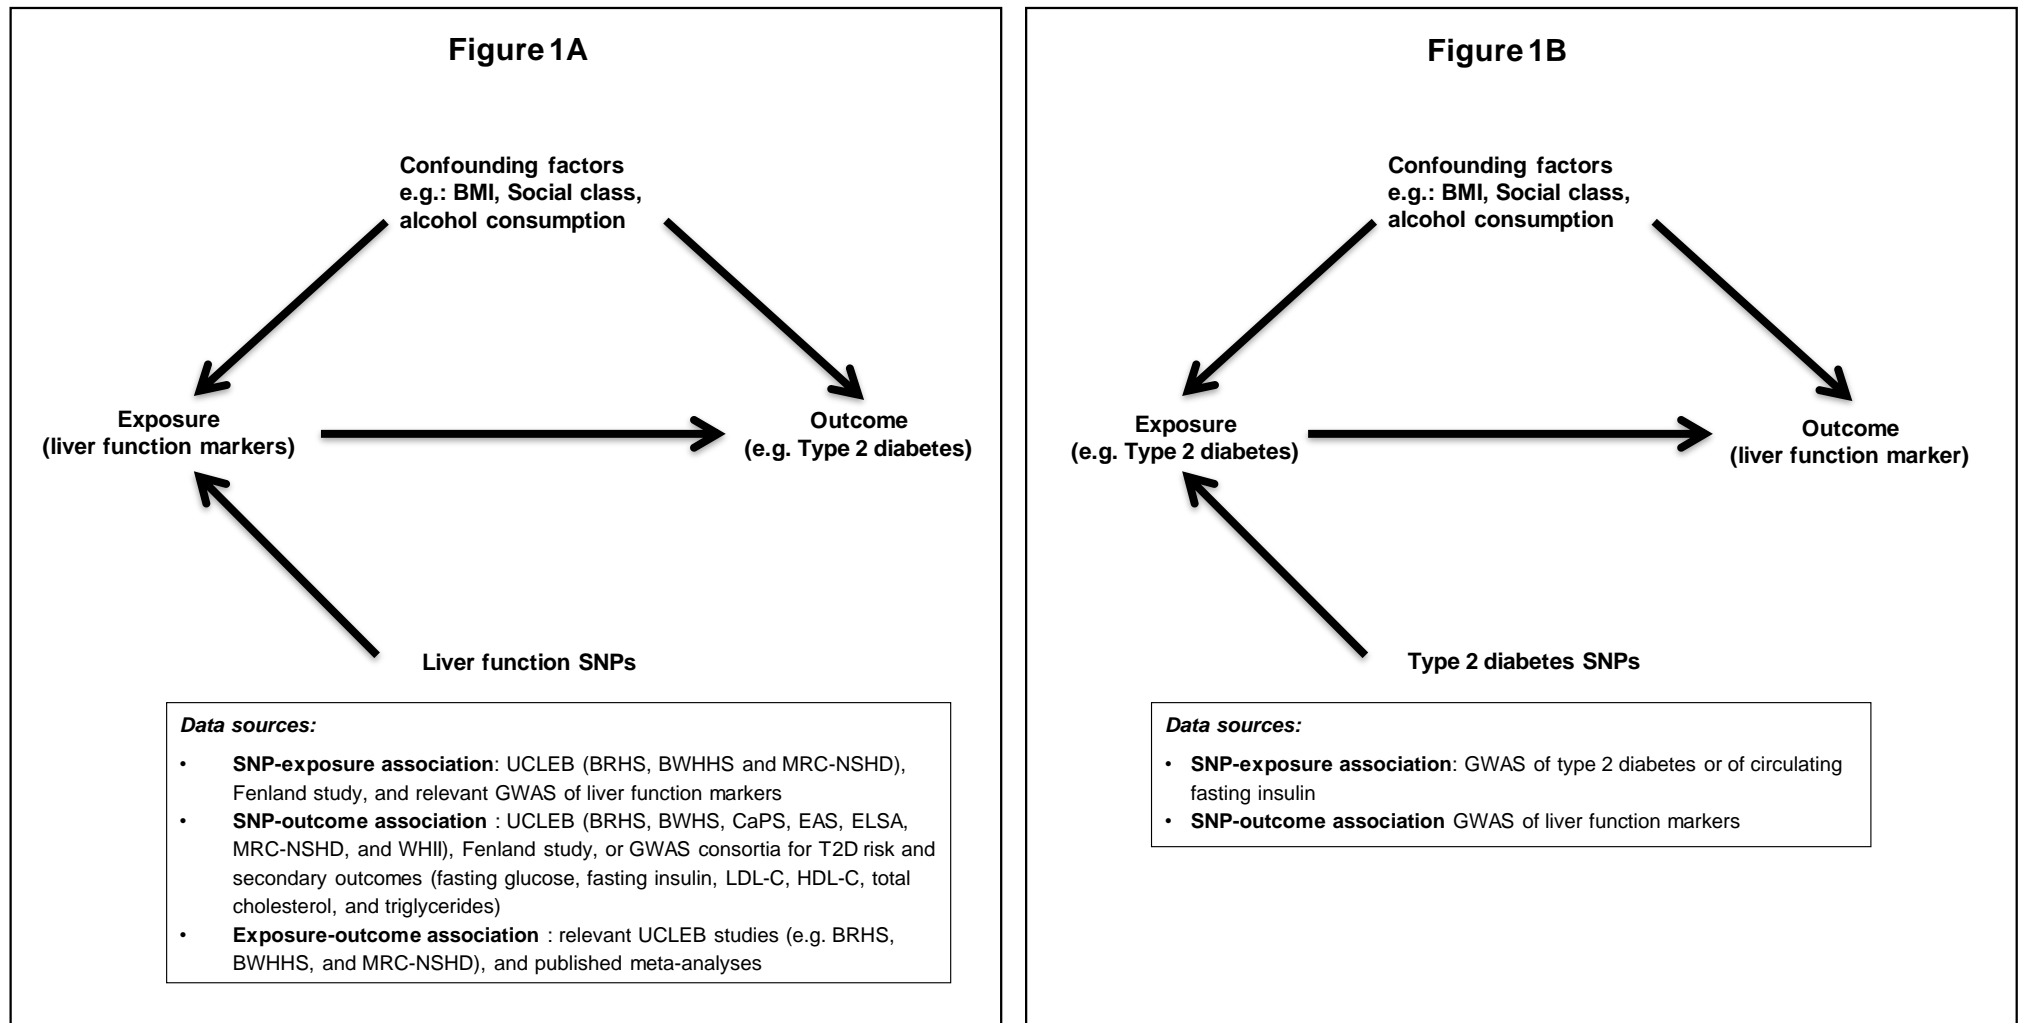 Figure 1A
Confounding factors
e.g.: BMI, Social class,
alcohol consumption
Exposure
(liver function markers)
Outcome
(e.g. Type 2 diabetes)
Liver function SNPs
Data sources:
• SNP-exposure association: UCLEB (BRHS, BWHHS and MRC-NSHD),
Fenland study, and relevant GWAS of liver function markers
• SNP-outcome association : UCLEB (BRHS, BWHS, CaPS, EAS, ELSA,
MRC-NSHD, and WHII), Fenland study, or GWAS consortia for T2D risk and
secondary outcomes (fasting glucose, fasting insulin, LDL-C, HDL-C, total
cholesterol, and triglycerides)
• Exposure-outcome association : relevant UCLEB studies (e.g. BRHS,
BWHHS, and MRC-NSHD), and published meta-analyses
Figure 1B
Confounding factors
e.g.: BMI, Social class,
alcohol consumption
Exposure
(e.g. Type 2 diabetes)
Outcome
(liver function marker)
Type 2 diabetes SNPs
Data sources:
• SNP-exposure association: GWAS of type 2 diabetes or of circulating
fasting insulin
• SNP-outcome association GWAS of liver function markers